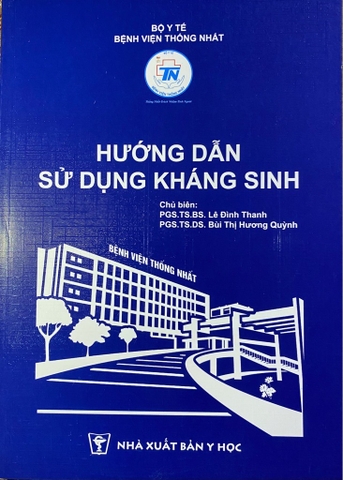 BỘ Y TẾ
BỆNH VIỆN THỐNG NHẤT
TN
HƯỚNG DẪN
SỬ DỤNG KHÁNG SINH
Chủ biên:
PGS.TS.BS. Lê Đình Thanh
PGS.TS.DS. Bùi Thị Hương Quỳnh
BỆNH VIỆN THỐNG NHẤT
NHÀ XUẤT BẢN Y HỌC